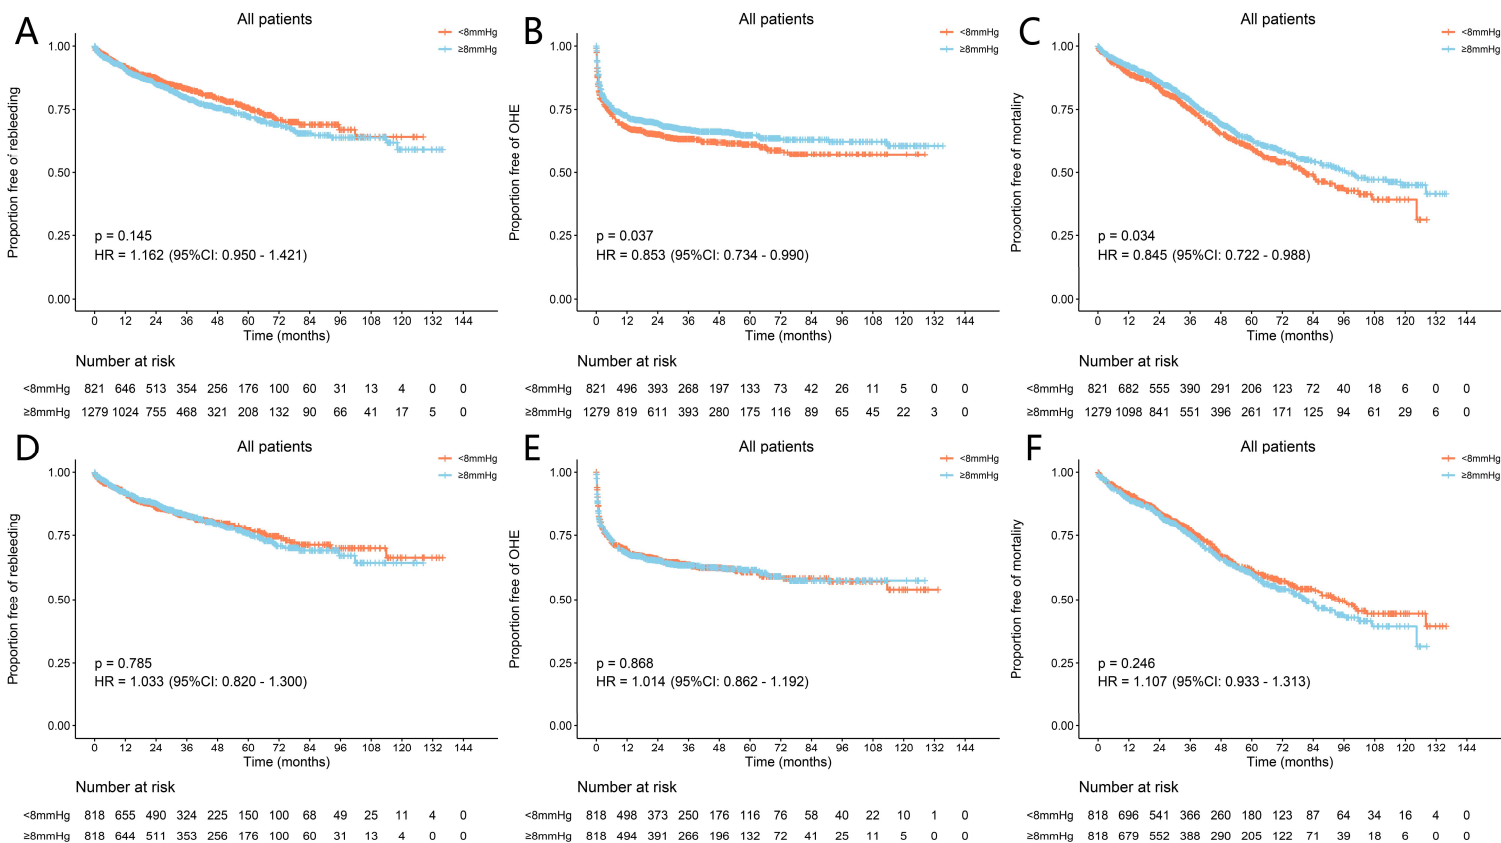 A
All patients
<8mmHg
≥8mmHg
Proportion free of rebleeding
1.00
0.75
0.50
0.25
0.00
p = 0.145
HR = 1.162 (95%CI: 0.950 - 1.421)
0 12 24 36 48 60 72 84 96 108 120 132 144
Time (months)
Number at risk
<8mmHg 821 646 513 354 256 176 100 60 31 13 4 0 0
≥8mmHg 1279 1024 755 468 321 208 132 90 66 41 17 5 0
B
All patients
<8mmHg
≥8mmHg
Proportion free of OHE
1.00
0.75
0.50
0.25
0.00
p = 0.037
HR = 0.853 (95%CI: 0.734 - 0.990)
0 12 24 36 48 60 72 84 96 108 120 132 144
Time (months)
Number at risk
<8mmHg 821 496 393 268 197 133 73 42 26 11 5 0 0
≥8mmHg 1279 819 611 393 280 175 116 89 65 45 22 3 0
C
All patients
<8mmHg
≥8mmHg
Proportion free of mortaliry
1.00
0.75
0.50
0.25
0.00
p = 0.034
HR = 0.845 (95%CI: 0.722 - 0.988)
0 12 24 36 48 60 72 84 96 108 120 132 144
Time (months)
Number at risk
<8mmHg 821 682 555 390 291 206 123 72 40 18 6 0 0
≥8mmHg 1279 1098 841 551 396 261 171 125 94 61 29 6 0
D
All patients
<8mmHg
≥8mmHg
Proportion free of rebleeding
1.00
0.75
0.50
0.25
0.00
p = 0.785
HR = 1.033 (95%CI: 0.820 - 1.300)
0 12 24 36 48 60 72 84 96 108 120 132 144
Time (months)
Number at risk
<8mmHg 818 655 490 324 225 150 100 68 49 25 11 4 0
≥8mmHg 818 644 511 353 256 176 100 60 31 13 4 0 0
E
All patients
<8mmHg
≥8mmHg
Proportion free of OHE
1.00
0.75
0.50
0.25
0.00
p = 0.868
HR = 1.014 (95%CI: 0.862 - 1.192)
0 12 24 36 48 60 72 84 96 108 120 132 144
Time (months)
Number at risk
<8mmHg 818 498 373 250 176 116 76 58 40 22 10 1 0
≥8mmHg 818 494 391 266 196 132 72 41 25 11 5 0 0
F
All patients
<8mmHg
≥8mmHg
Proportion free of mortaliry
1.00
0.75
0.50
0.25
0.00
p = 0.246
HR = 1.107 (95%CI: 0.933 - 1.313)
0 12 24 36 48 60 72 84 96 108 120 132 144
Time (months)
Number at risk
<8mmHg 818 696 541 366 260 180 123 87 64 34 16 4 0
≥8mmHg 818 679 552 388 290 205 122 71 39 18 6 0 0